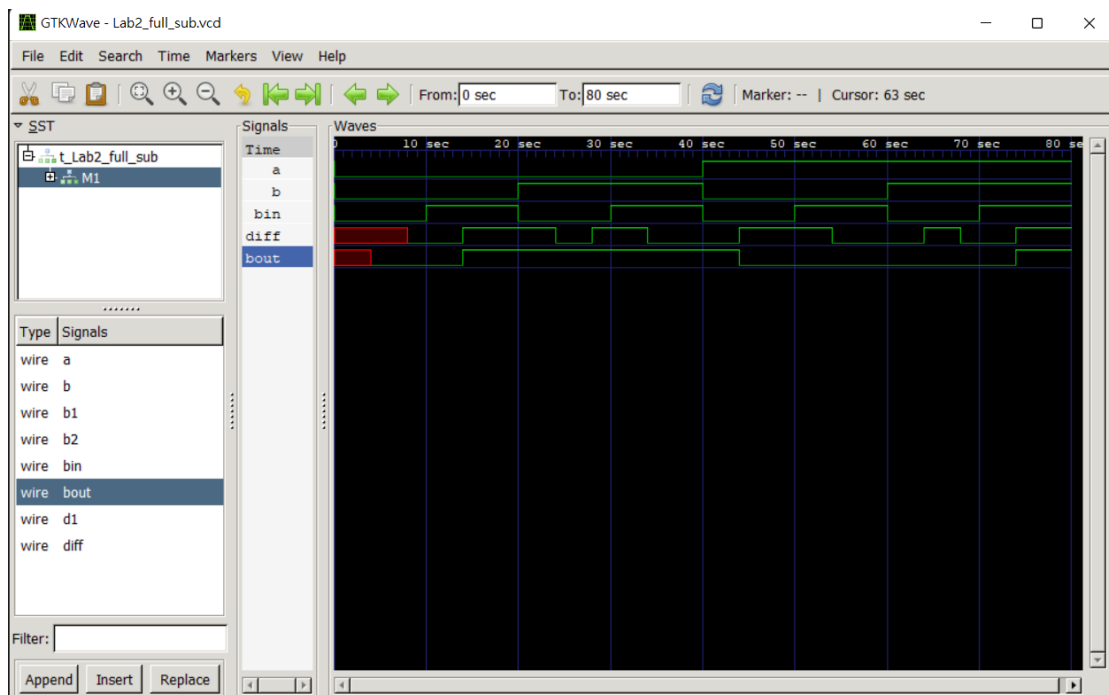 GTKWave - Lab2_full_sub.vcd
File Edit Search Time Markers View Help
From: 0 sec To: 80 sec Marker: -- | Cursor: 63 sec
SST
t_Lab2_full_sub
M1
Type Signals
wire a
wire b
wire b1
wire b2
wire bin
wire bout
wire d1
wire diff
Filter:
Append Insert Replace
Signals
Time
a
b
bin
diff
bout
Waves
0 10 sec 20 sec 30 sec 40 sec 50 sec 60 sec 70 sec 80 se